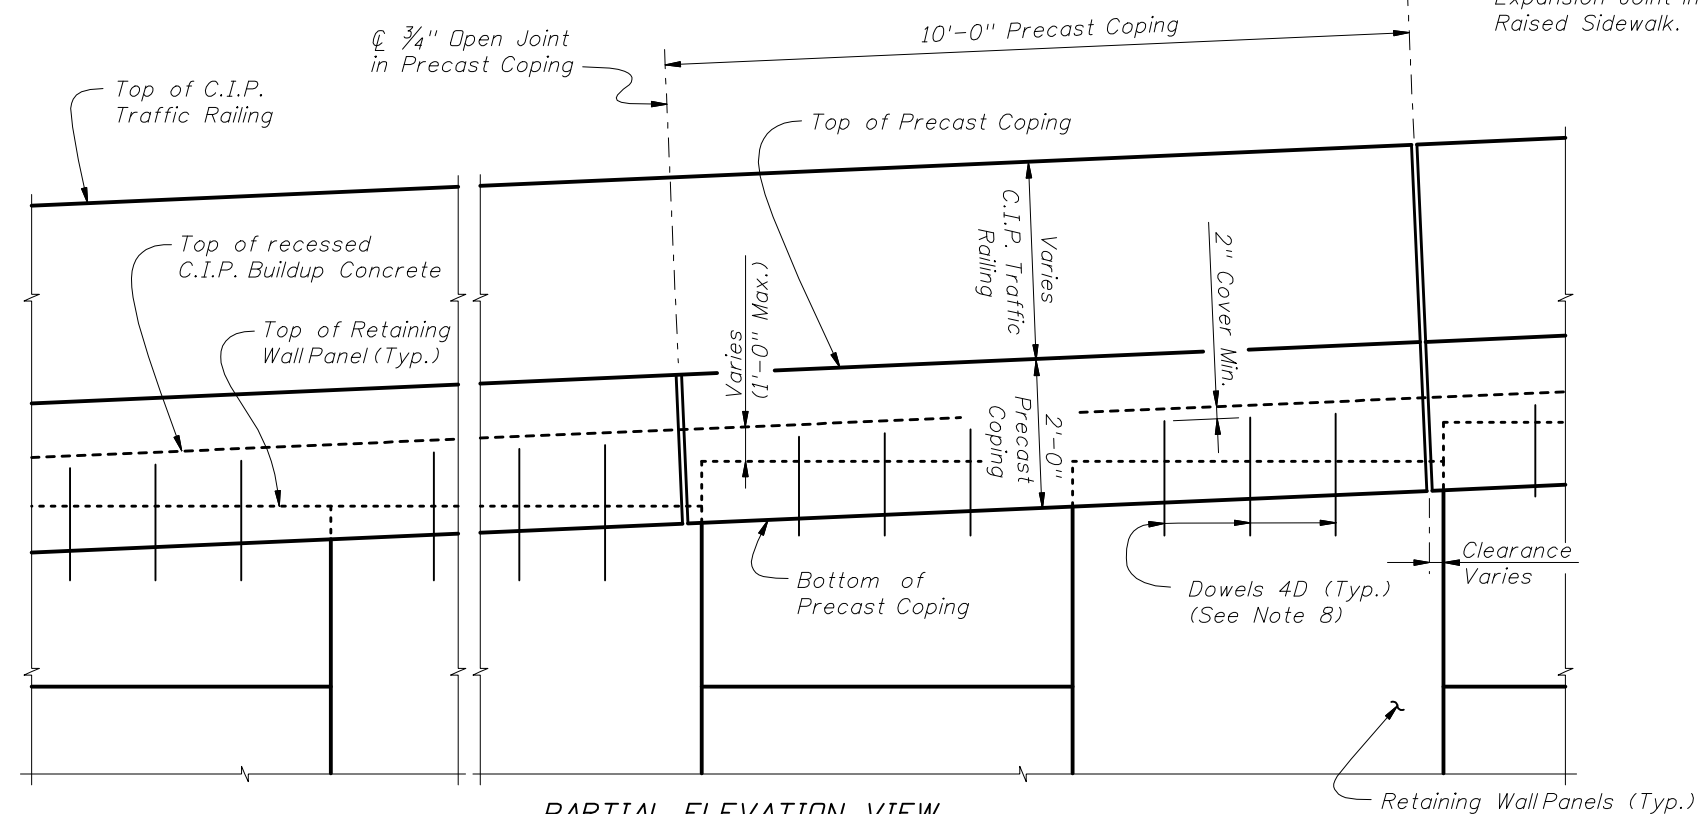 Expansion Joint in
Raised Sidewalk.
℄ ¾" Open Joint
in Precast Coping
10'-0" Precast Coping
Top of C.I.P.
Traffic Railing
Top of Precast Coping
Top of recessed
C.I.P. Buildup Concrete
Top of Retaining
Wall Panel (Typ.)
Varies
(1'-0" Max.)
Varies
C.I.P. Traffic
Railing
2" Cover Min.
2'-0"
Precast
Coping
Clearance
Varies
Bottom of
Precast Coping
Dowels 4D (Typ.)
(See Note 8)
Retaining Wall Panels (Typ.)
PARTIAL ELEVATION VIEW